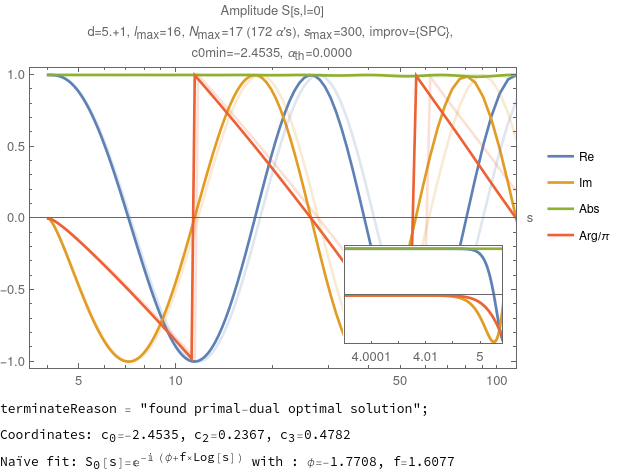 Amplitude S[s,l=0]
d=5.+1, lmax=16, Nmax=17 (172 α's), smax=300, improv={SPC},
c0min=−2.4535, αth=0.0000
1.0
0.5
0.0
−0.5
−1.0
5
10
50
100
s
4.0001
4.01
5
Re
Im
Abs
Arg/π
terminateReason = "found primal-dual optimal solution";
Coordinates: c0=-2.4535, c2=0.2367, c3=0.4782
Naïve fit: S0[s]=e^-i (ϕ+f×Log[s]) with : ϕ=-1.7708, f=1.6077